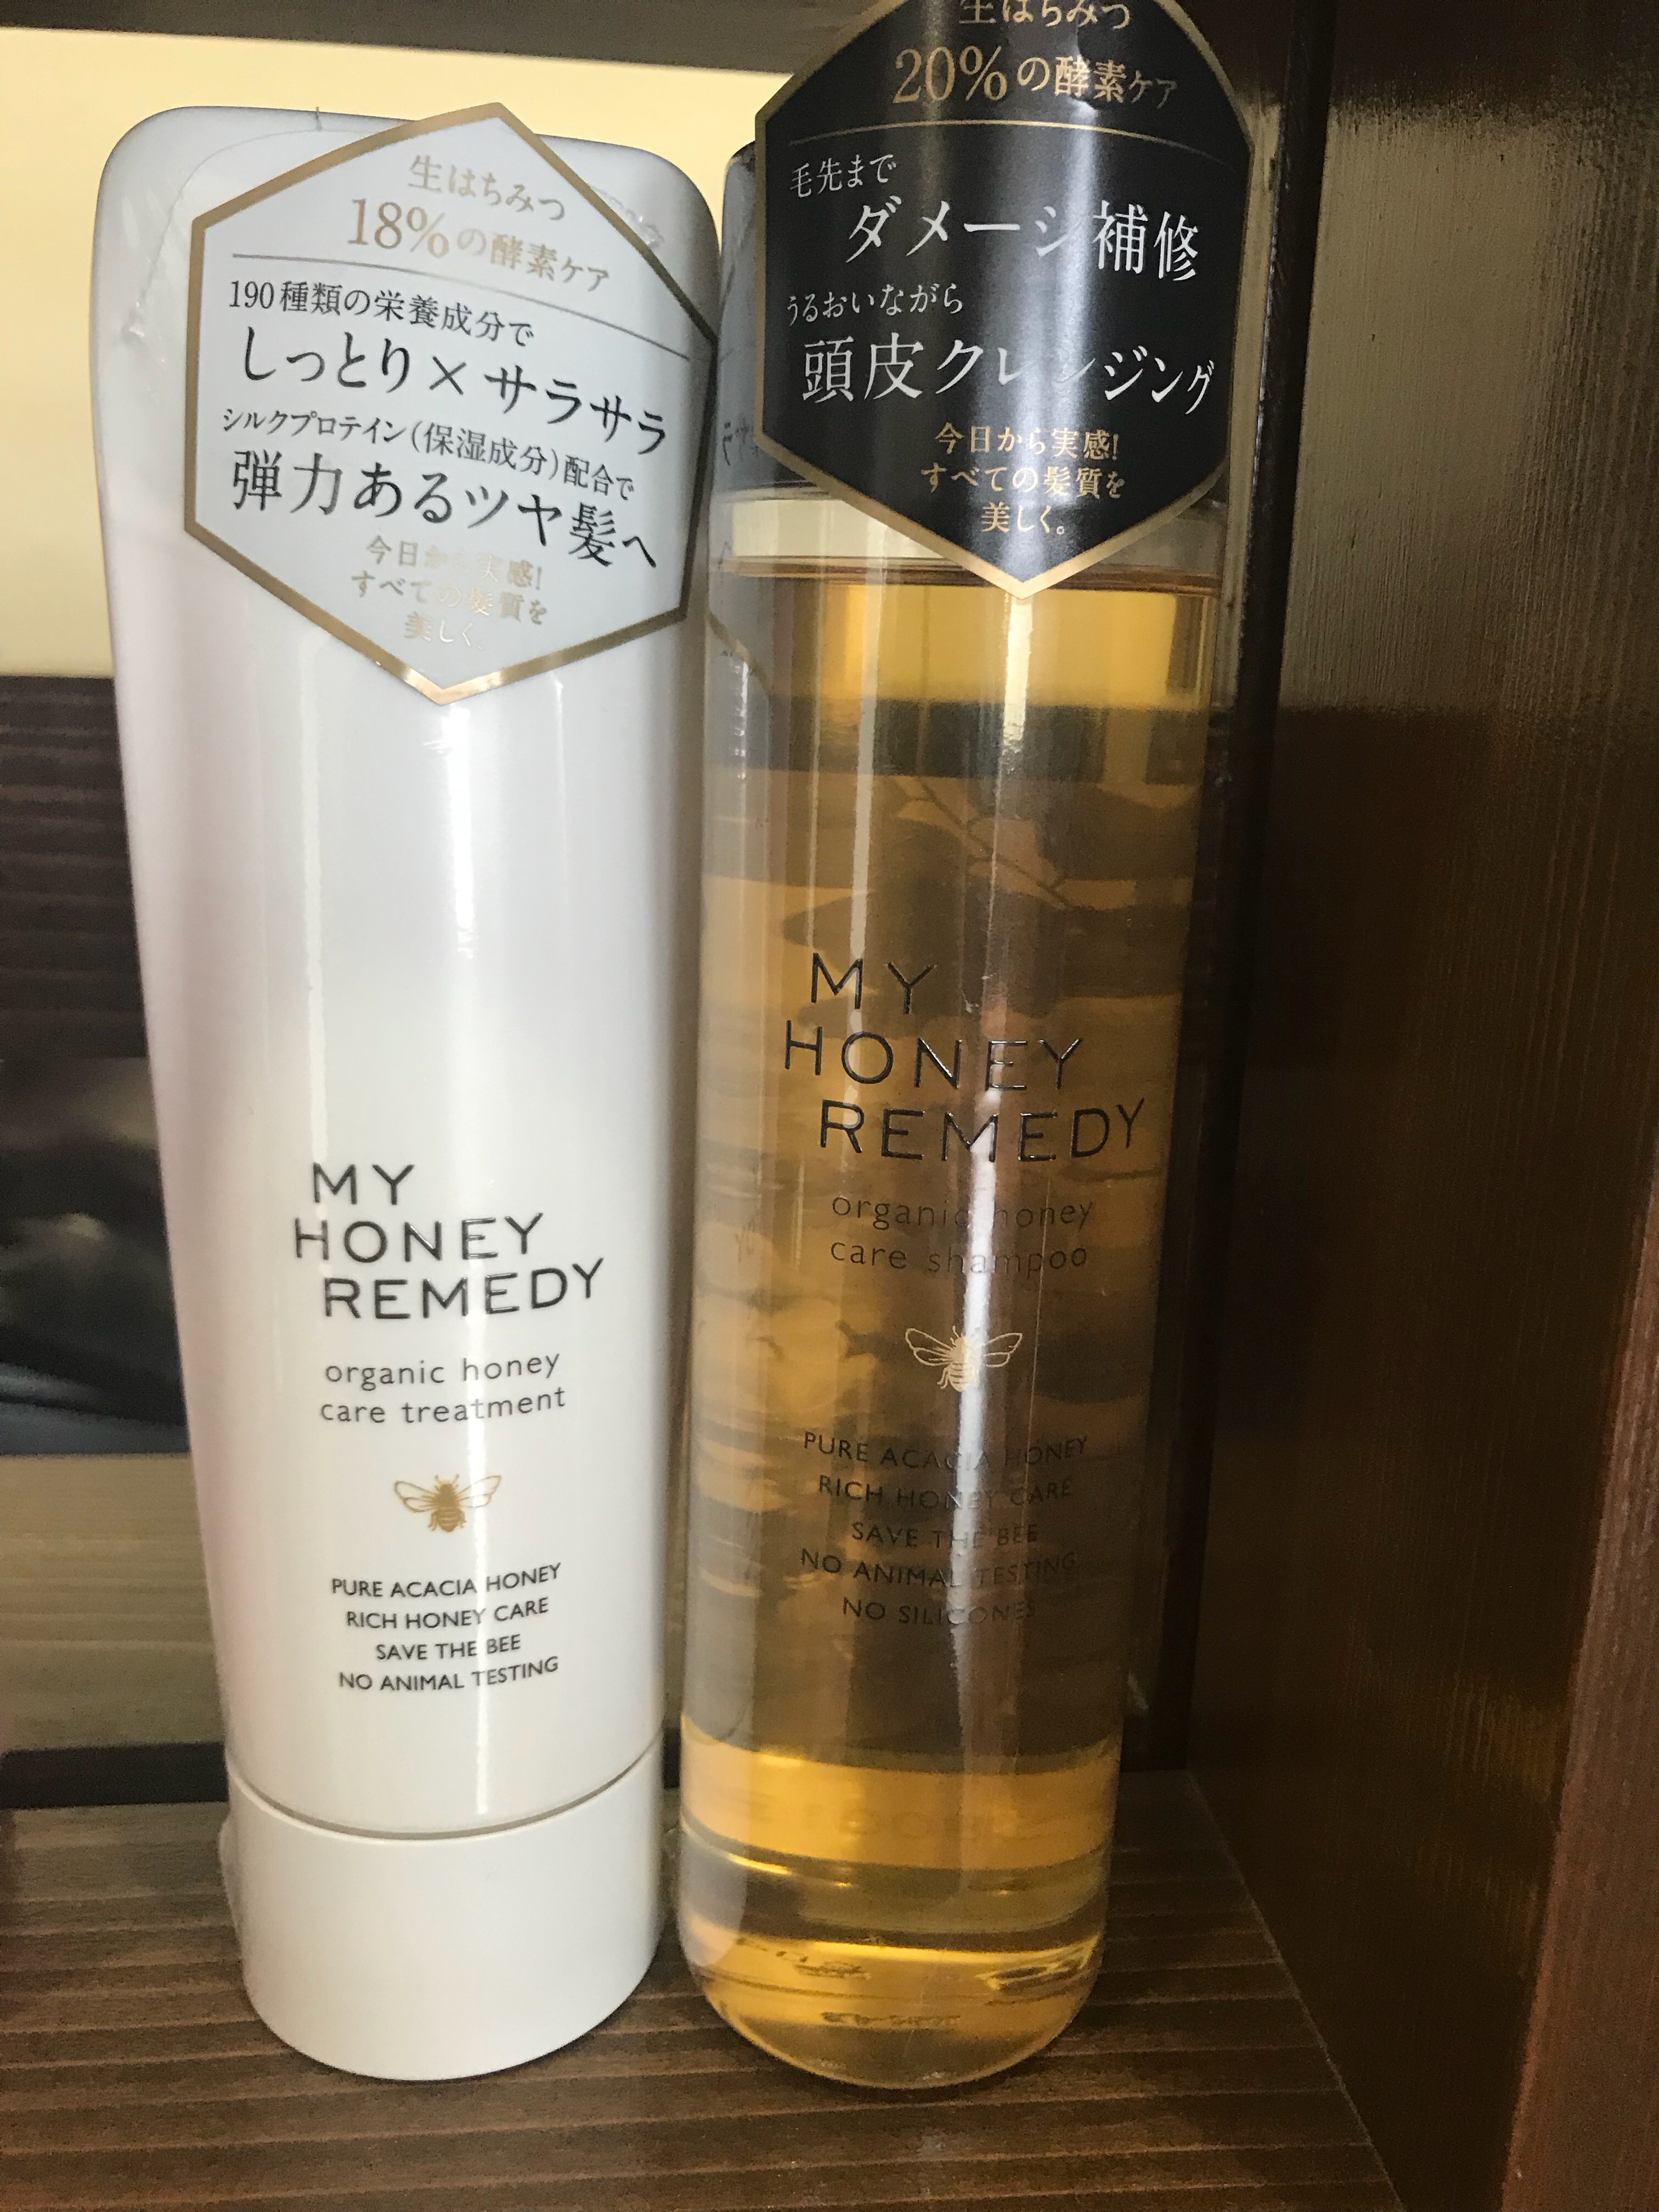 生はちみつ
18%の酵素ケア
190種類の栄養成分で
しっとり×サラサラ
シルクプロテイン(保湿成分)配合で
弾力あるツヤ髪へ
今日から実感!
すべての髪質を
美しく。
MY
HONEY
REMEDY
organic honey
care treatment
PURE ACACIA HONEY
RICH HONEY CARE
SAVE THE BEE
NO ANIMAL TESTING
生はちみつ
20%の酵素ケア
毛先まで
ダメージ補修
うるおいながら
頭皮クレンジング
今日から実感!
すべての髪質を
美しく。
MY
HONEY
REMEDY
organic honey
care shampoo
PURE ACACIA HONEY
RICH HONEY CARE
SAVE THE BEE
NO ANIMAL TESTING
NO SILICONES